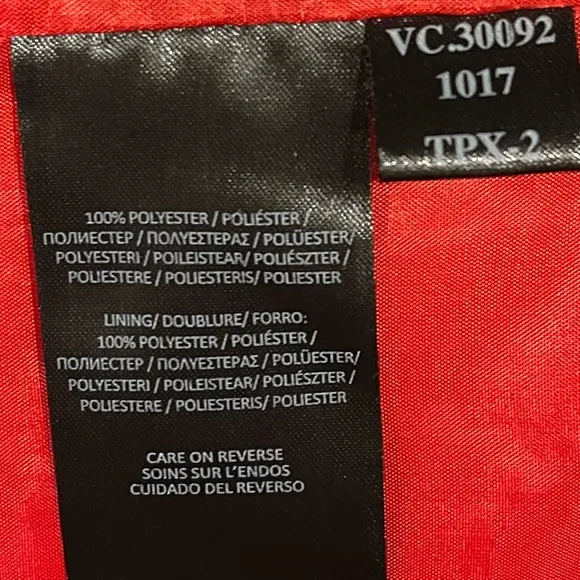 VC.30092
1017
TPX-2
100% POLYESTER / POLIÉSTER /
ПОЛИЕСТЕР / ΠΟΛΥΕΣΤΕΡΑΣ / POLÜESTER/
POLYESTERI / POILEISTEAR/ POLIÉSZTER /
POLIESTERE / POLIESTERIS/ POLIESTER
LINING/ DOUBLURE/ FORRO:
100% POLYESTER / POLIÉSTER /
ПОЛИЕСТЕР / ΠΟΛΥΕΣΤΕΡΑΣ / POLÜESTER/
POLYESTERI / POILEISTEAR/ POLIÉSZTER /
POLIESTERE / POLIESTERIS/ POLIESTER
CARE ON REVERSE
SOINS SUR L'ENDOS
CUIDADO DEL REVERSO